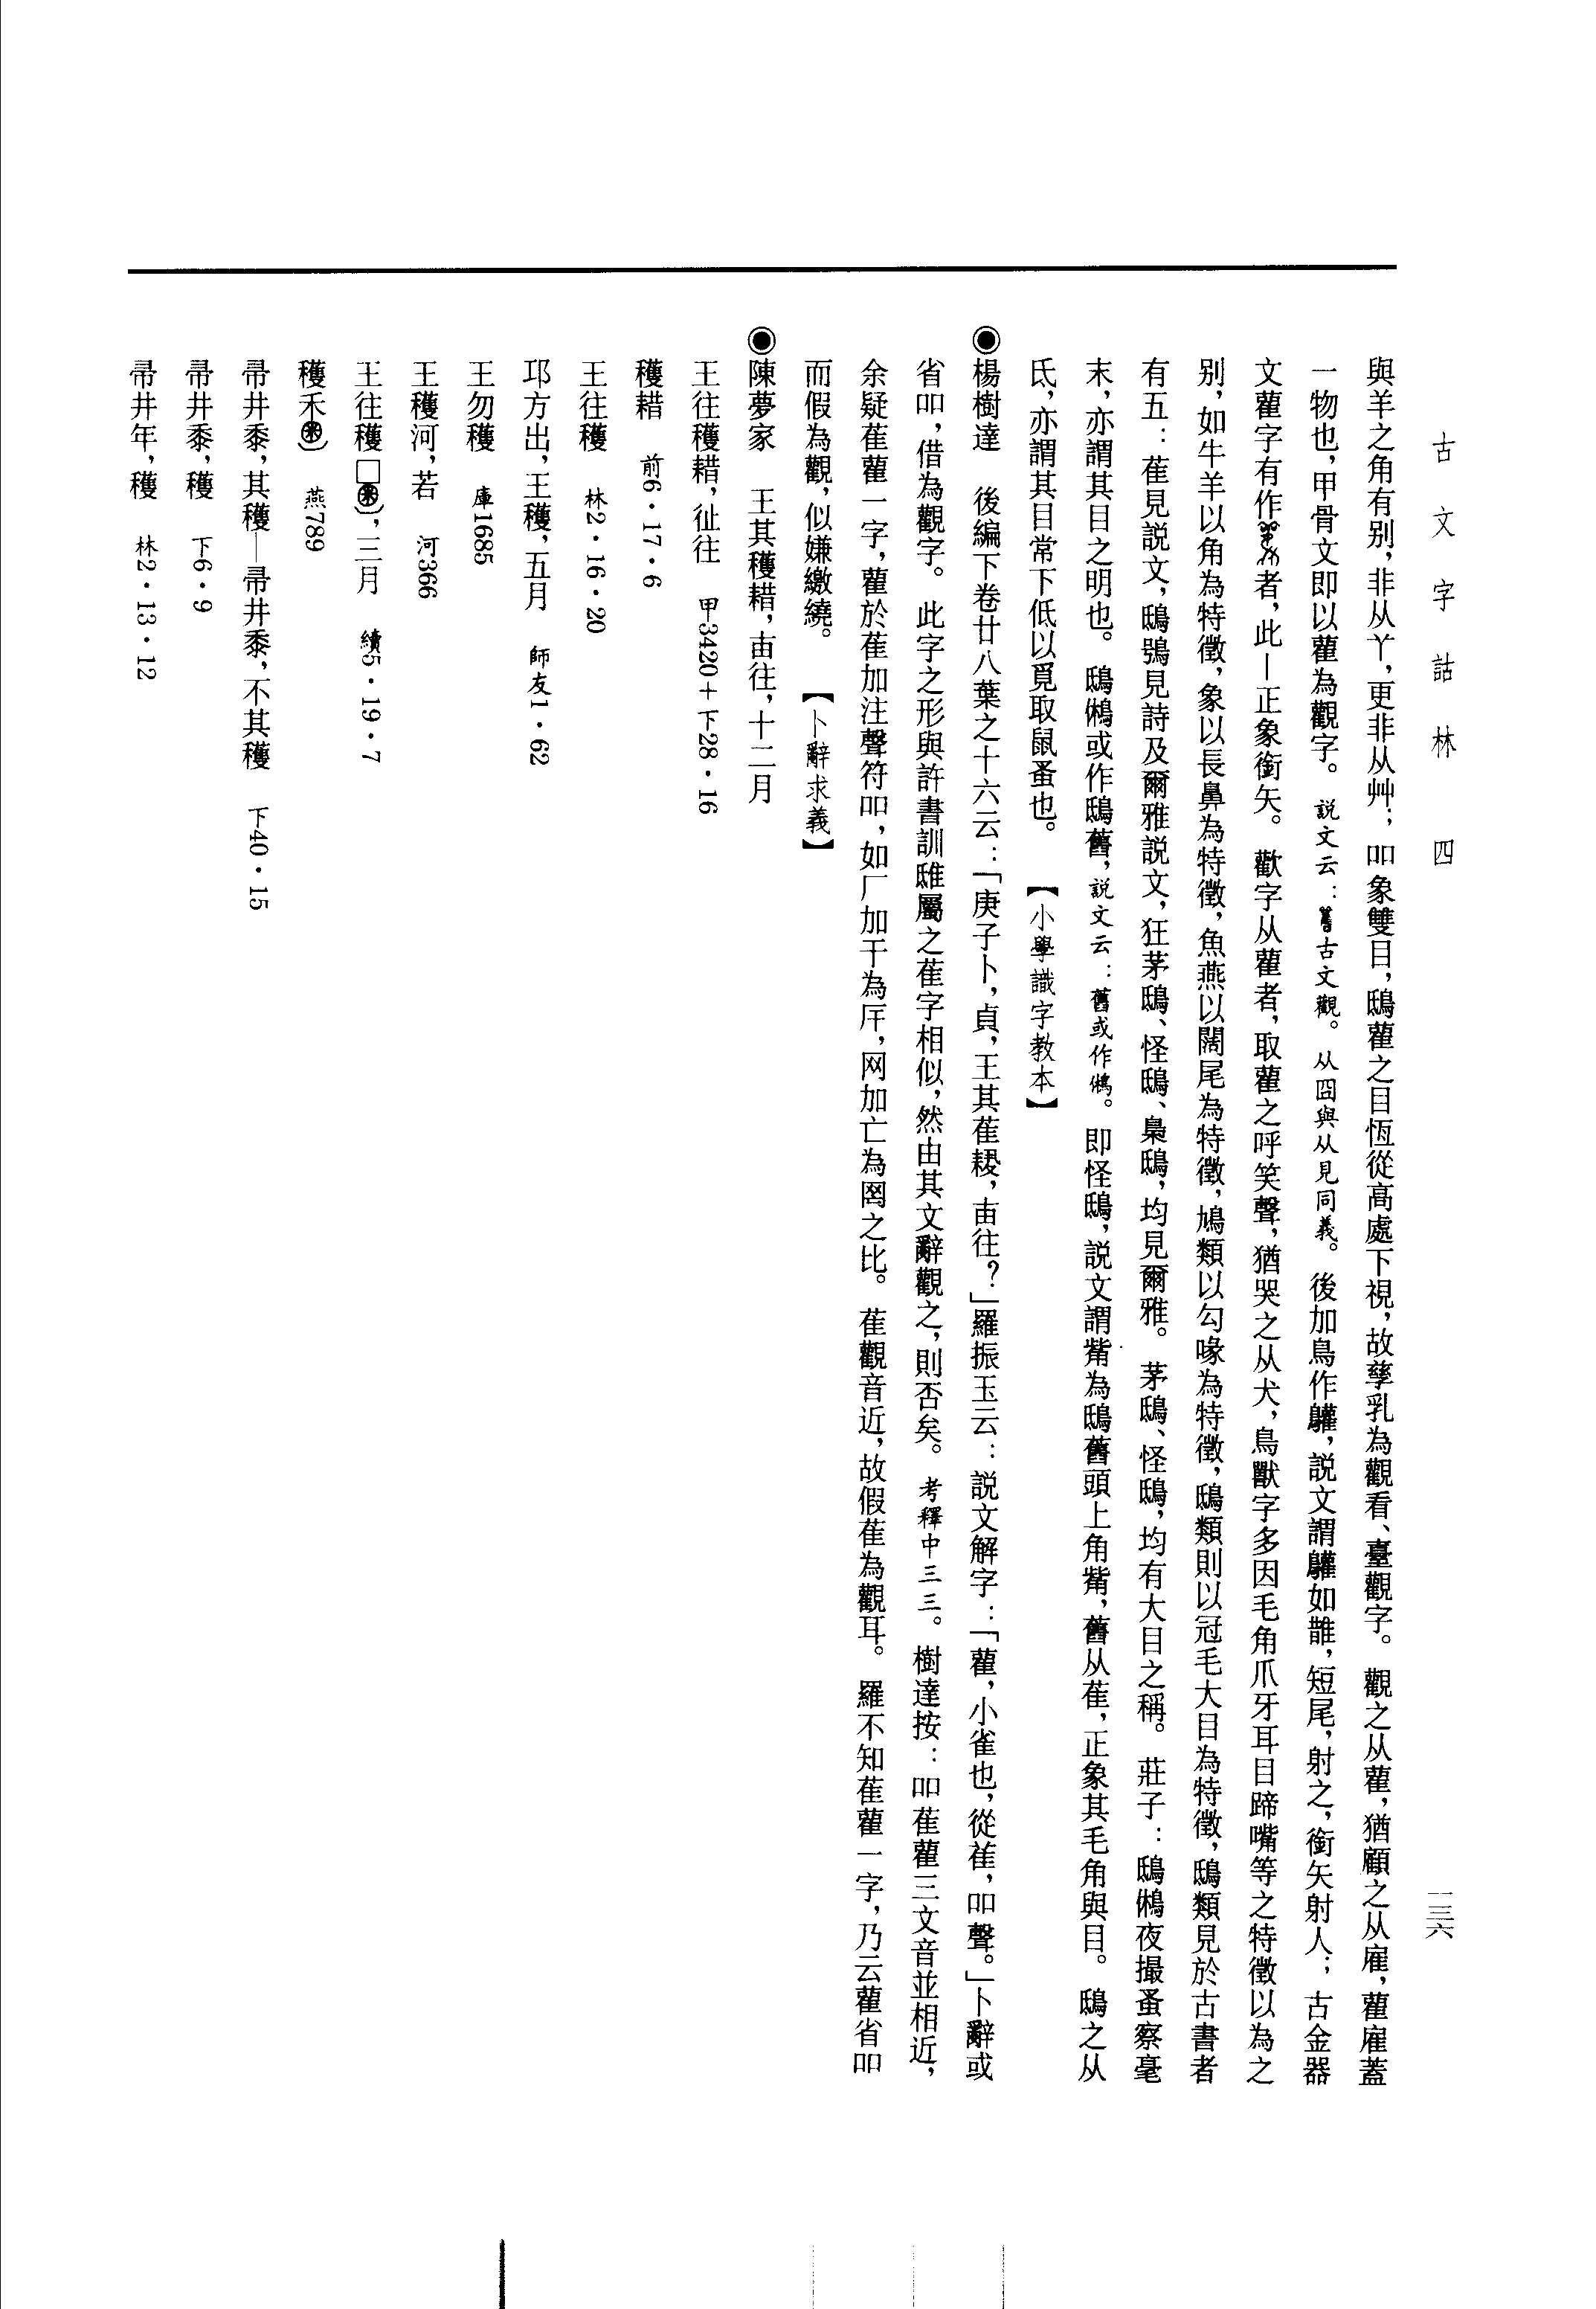 古文字詁林　四
一三六
與羊之角有别，非从丫，更非从艸；吅象雙目，鴟雚之目恆從高處下視，故孳乳為觀看、臺觀字。觀之从雚，猶顧之从雇，雚雇蓋
一物也，甲骨文即以雚為觀字。説文云：古文觀。从囧與从見同義。後加鳥作鸛，説文謂鸛如䧿，短尾，射之，銜矢射人；古金器
文雚字有作者，此丨正象銜矢。歡字从雚者，取雚之呼笑聲，猶哭之从犬，鳥獸字多因毛角爪牙耳目蹄嘴等之特徵以為之
别，如牛羊以角為特徵，象以長鼻為特徵，魚燕以闊尾為特徵，鳩類以勾喙為特徵，鴟類則以冠毛大目為特徵，鴟類見於古書者
有五：萑見説文，鴟鴞見詩及爾雅説文，狂茅鴟、怪鴟、梟鴟，均見爾雅。茅鴟、怪鴟，均有大目之稱。莊子：鴟鵂夜撮蚤察毫
末，亦謂其目之明也。鴟鵂或作鴟舊，説文云：舊或作鵂。即怪鴟，説文謂觜為鴟舊頭上角觜，舊从萑，正象其毛角與目。鴟之从
氐，亦謂其目常下低以覓取鼠蚤也。　【小學識字教本】
◉楊樹達　後編下卷廿八葉之十六云：「庚子卜，貞，王其萑耤，叀往？」羅振玉云：説文解字：「雚，小雀也，從萑，吅聲。」卜辭或
省吅，借為觀字。此字之形與許書訓雖屬之萑字相似，然由其文辭觀之，則否矣。考釋中三三。樹達按：吅萑雚三文音並相近，
余疑萑雚一字，雚於萑加注聲符吅，如厂加干為厈，网加亡為罔之比。萑觀音近，故假萑為觀耳。羅不知萑雚一字，乃云雚省吅
而假為觀，似嫌繳繞。　【卜辭求義】
◉陳夢家　王其穫耤，叀往，十二月
王往穫耤，㢟往　甲3420＋下28·16
穫耤　前6·17·6
王往穫　林2·16·20
邛方出，王穫，五月　師友1·62
王勿穫　庫1685
王穫河，若　河366
王往穫□，三月　續5·19·7
穫禾　燕789
帚井黍，其穫—帚井黍，不其穫　下40·15
帚井黍，穫　下6·9
帚井年，穫　林2·13·12